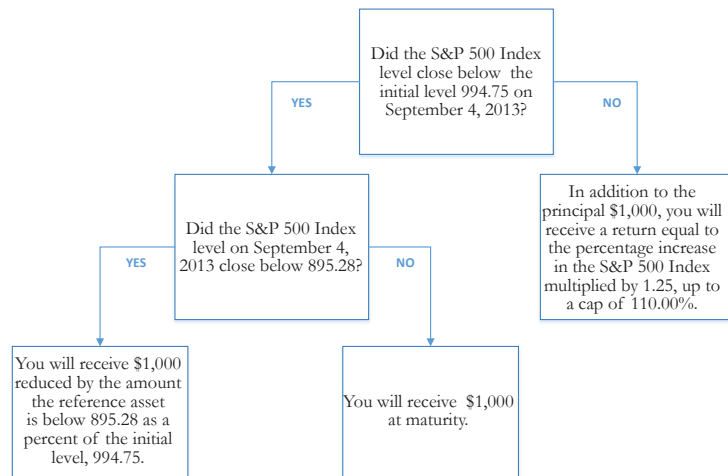 Did the S&P 500 Index
level close below the
initial level 994.75 on
September 4, 2013?
YES
NO
Did the S&P 500 Index
level on September 4,
2013 close below 895.28?
In addition to the
principal $1,000, you will
receive a return equal to
the percentage increase
in the S&P 500 Index
multiplied by 1.25, up to
a cap of 110.00%.
YES
NO
You will receive $1,000
reduced by the amount
the reference asset
is below 895.28 as a
percent of the initial
level, 994.75.
You will receive $1,000
at maturity.